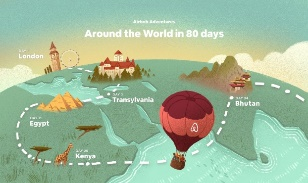 Airbnb Adventures
Around the World in 80 days
London
Transylvania
Bhutan
Egypt
Kenya